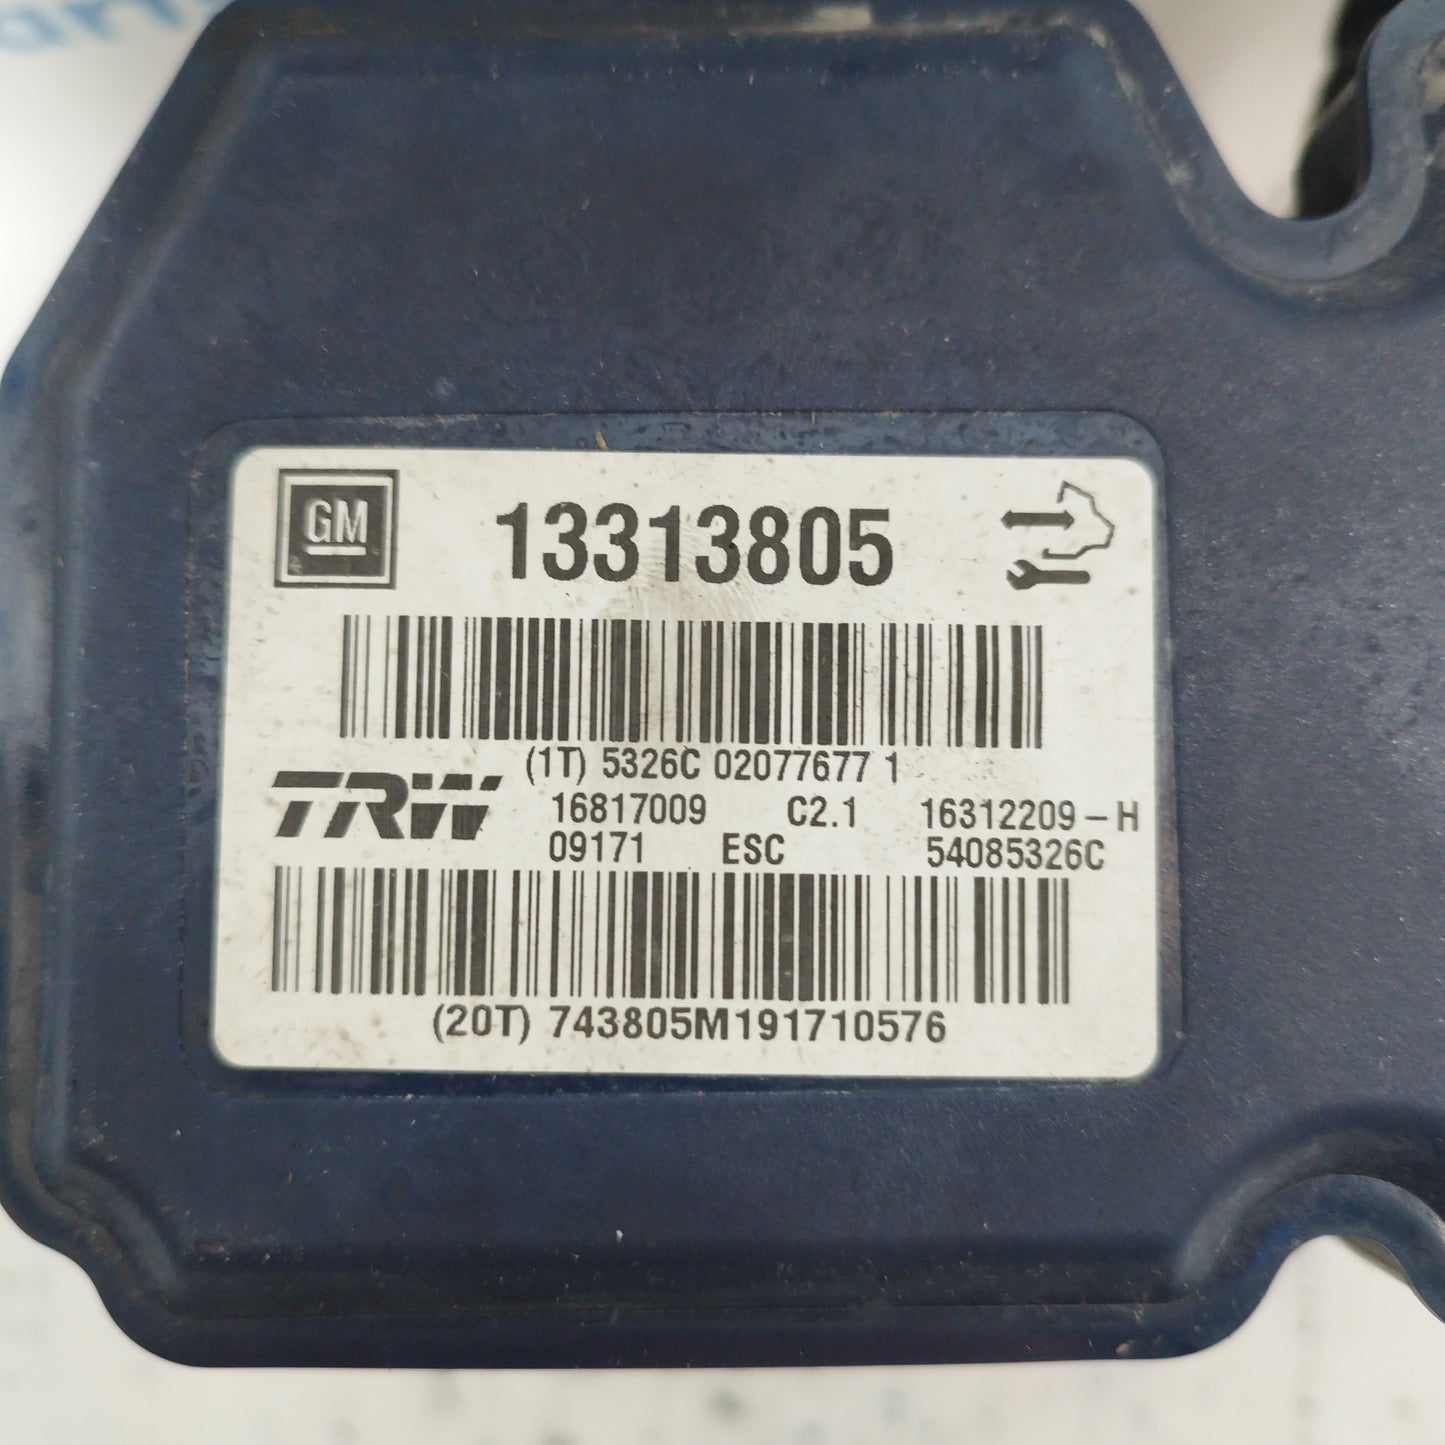 GM
13313805
(1T) 5326C 02077677 1
TRW
16817009 C2.1 16312209-H
09171 ESC 54085326C
(20T) 743805M191710576